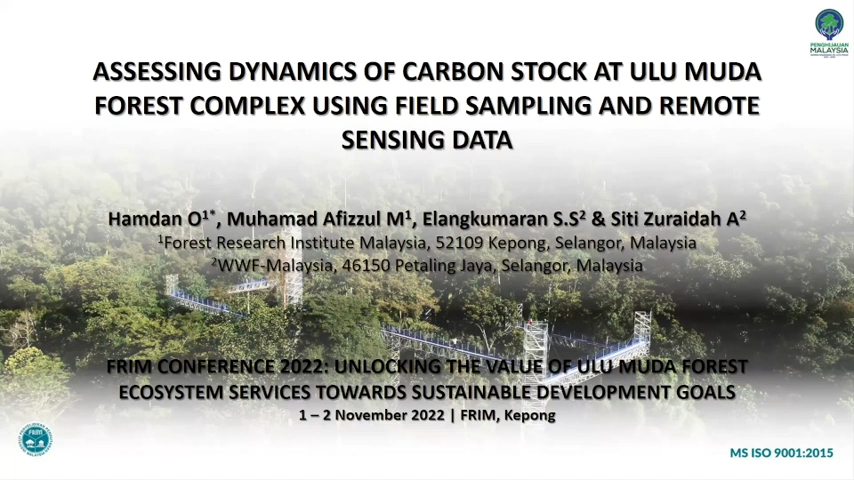 PENGHIJAUAN
MALAYSIA
ASSESSING DYNAMICS OF CARBON STOCK AT ULU MUDA
FOREST COMPLEX USING FIELD SAMPLING AND REMOTE
SENSING DATA
Hamdan O1*, Muhamad Afizzul M1, Elangkumaran S.S2 & Siti Zuraidah A2
1Forest Research Institute Malaysia, 52109 Kepong, Selangor, Malaysia
2WWF-Malaysia, 46150 Petaling Jaya, Selangor, Malaysia
FRIM CONFERENCE 2022: UNLOCKING THE VALUE OF ULU MUDA FOREST
ECOSYSTEM SERVICES TOWARDS SUSTAINABLE DEVELOPMENT GOALS
1 – 2 November 2022 | FRIM, Kepong
FRIM
MS ISO 9001:2015